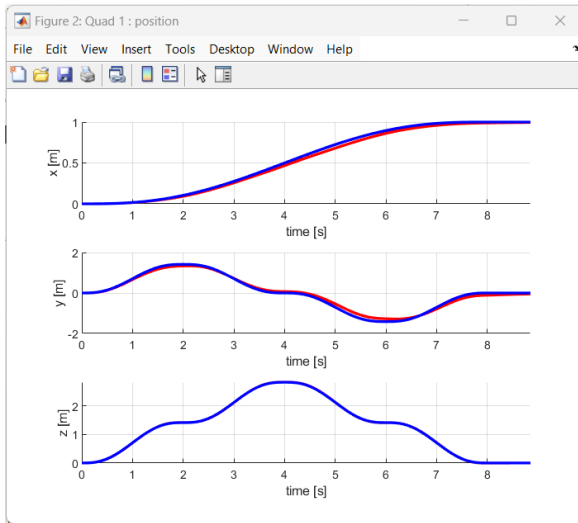 Figure 2: Quad 1 : position
File Edit View Insert Tools Desktop Window Help
1
0.5
0
x [m]
0 1 2 3 4 5 6 7 8
time [s]
2
0
-2
y [m]
0 1 2 3 4 5 6 7 8
time [s]
2
1
0
z [m]
0 1 2 3 4 5 6 7 8
time [s]